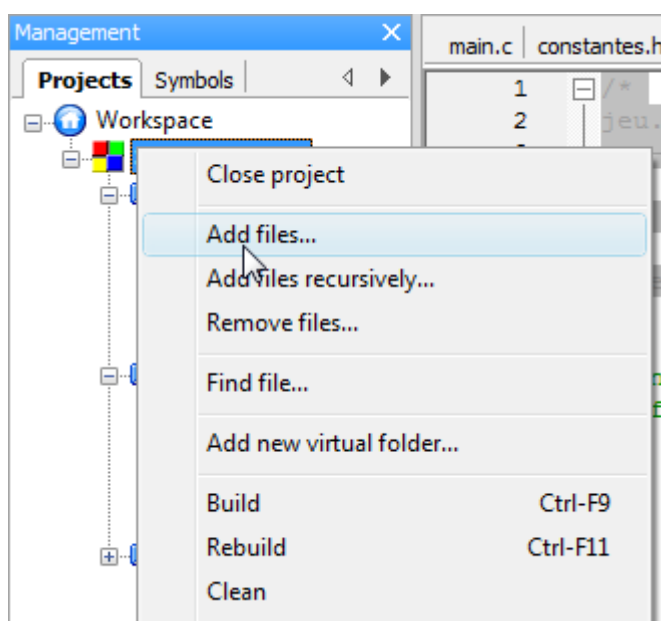 Management
main.c constantes.h
Projects Symbols
1 /*
2 jeu.
Workspace
Close project
Add files...
Add files recursively...
Remove files...
Find file...
Add new virtual folder...
Build Ctrl-F9
Rebuild Ctrl-F11
Clean